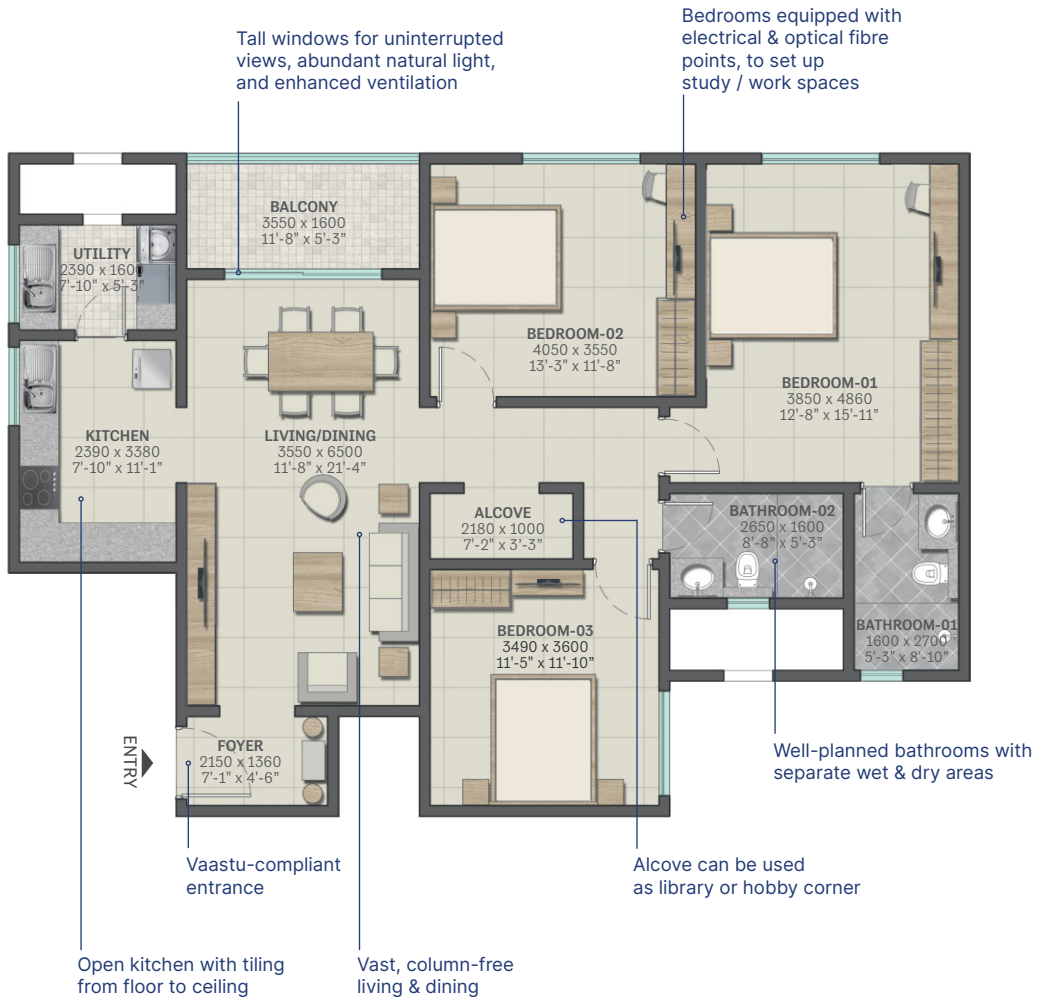 Bedrooms equipped with
electrical & optical fibre
points, to set up
study / work spaces
Tall windows for uninterrupted
views, abundant natural light,
and enhanced ventilation
BALCONY
3550 x 1600
11'-8" x 5'-3"
UTILITY
2390 x 160
7'-10" x 5'-3"
BEDROOM-02
4050 x 3550
13'-3" x 11'-8"
BEDROOM-01
3850 x 4860
12'-8" x 15'-11"
KITCHEN
2390 x 3380
7'-10" x 11'-1"
LIVING/DINING
3550 x 6500
11'-8" x 21'-4"
ALCOVE
2180 x 1000
7'-2" x 3'-3"
BATHROOM-02
2650 x 1600
8'-8" x 5'-3"
BATHROOM-01
1600 x 2700
5'-3" x 8'-10"
BEDROOM-03
3490 x 3600
11'-5" x 11'-10"
ENTRY
FOYER
2150 x 1360
7'-1" x 4'-6"
Well-planned bathrooms with
separate wet & dry areas
Vaastu-compliant
entrance
Alcove can be used
as library or hobby corner
Open kitchen with tiling
from floor to ceiling
Vast, column-free
living & dining